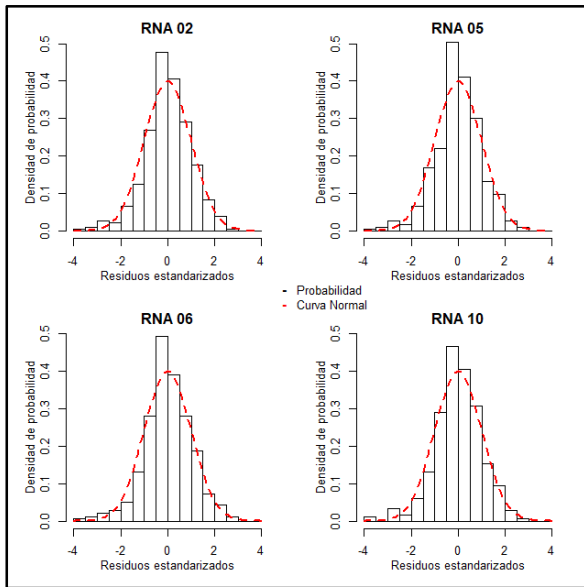 RNA 02
Densidad de probabilidad
0.0 0.1 0.2 0.3 0.4 0.5
-4 -2 0 2 4
Residuos estandarizados
RNA 05
Densidad de probabilidad
0.0 0.1 0.2 0.3 0.4 0.5
-4 -2 0 2 4
Residuos estandarizados
- Probabilidad
- Curva Normal
RNA 06
Densidad de probabilidad
0.0 0.1 0.2 0.3 0.4 0.5
-4 -2 0 2 4
Residuos estandarizados
RNA 10
Densidad de probabilidad
0.0 0.1 0.2 0.3 0.4 0.5
-4 -2 0 2 4
Residuos estandarizados